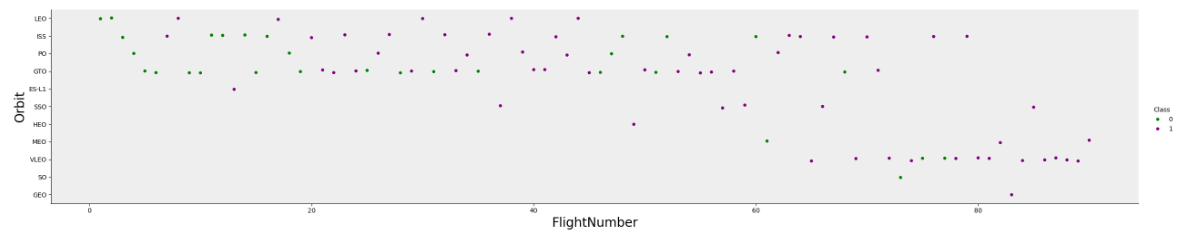 LEO
ISS
PO
GTO
ES-L1
SSO
HEO
MEO
VLEO
SO
GEO
Orbit
0 20 40 60 80
FlightNumber
Class
0
1